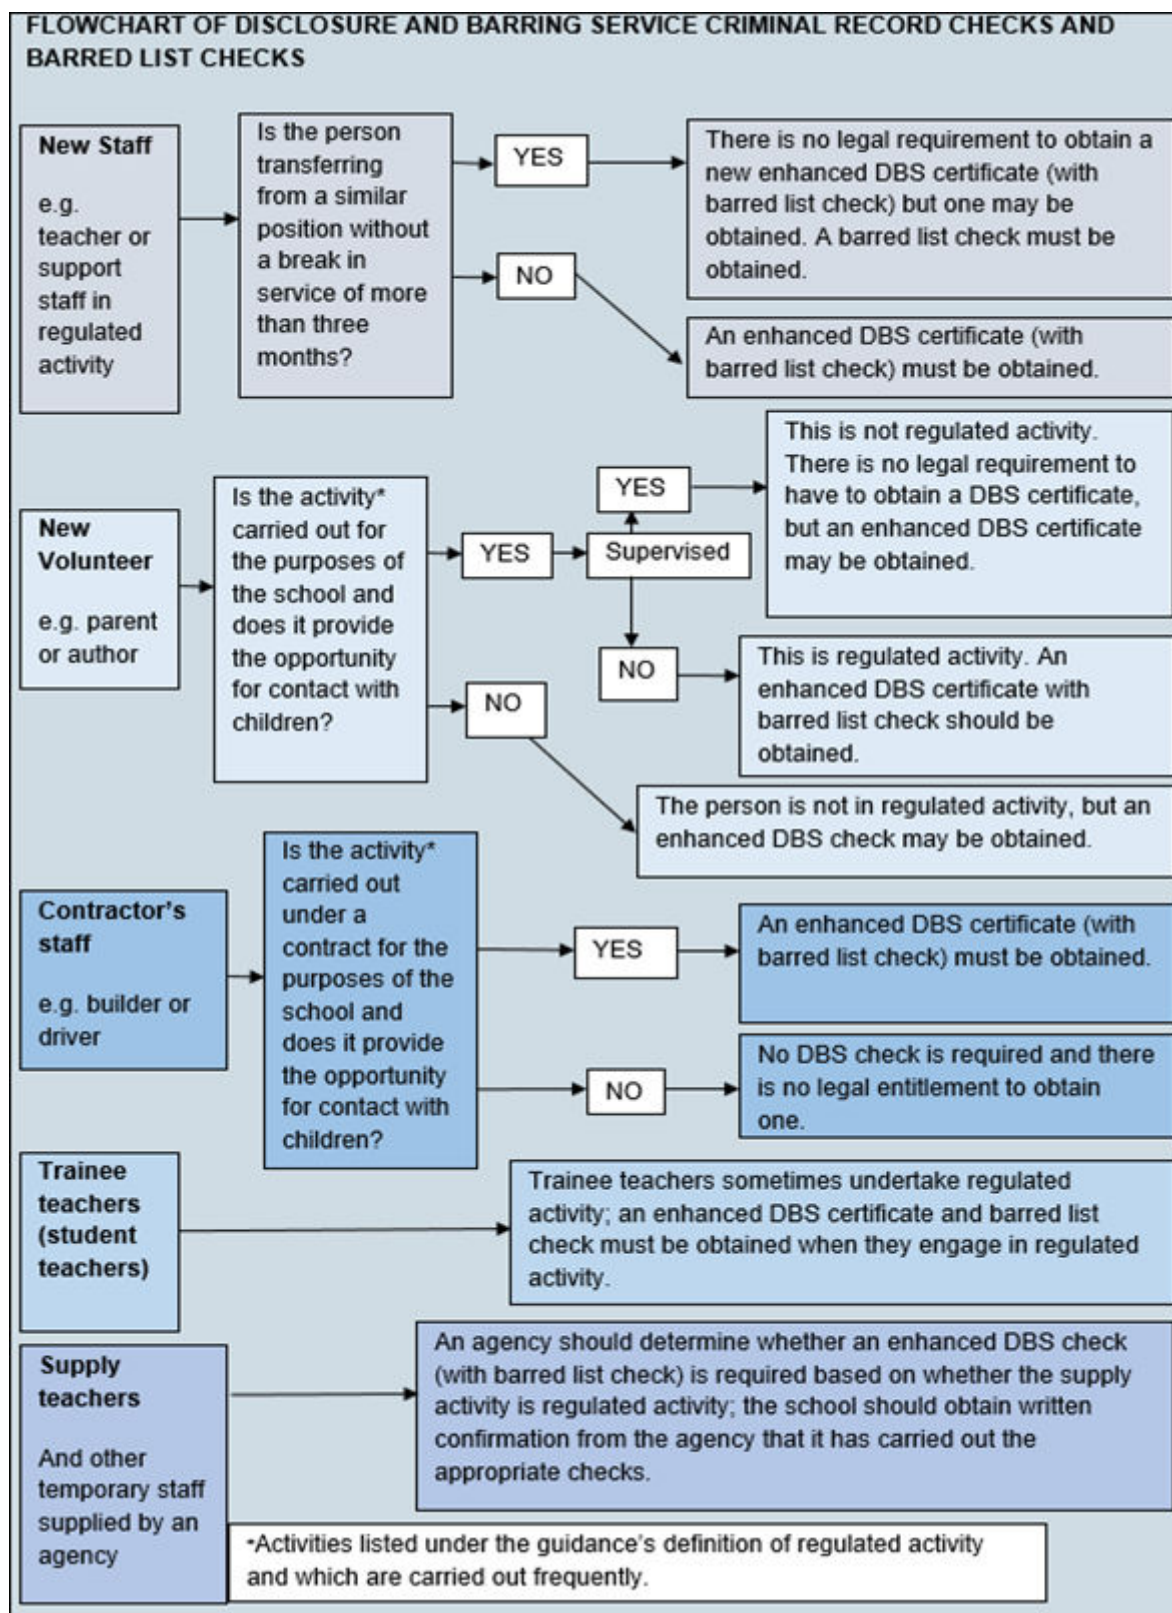 FLOWCHART OF DISCLOSURE AND BARRING SERVICE CRIMINAL RECORD CHECKS AND
BARRED LIST CHECKS
New Staff
e.g.
teacher or
support
staff in
regulated
activity
Is the person
transferring
from a similar
position without
a break in
service of more
than three
months?
YES
There is no legal requirement to obtain a
new enhanced DBS certificate (with
barred list check) but one may be
obtained. A barred list check must be
obtained.
NO
An enhanced DBS certificate (with
barred list check) must be obtained.
New
Volunteer
e.g. parent
or author
Is the activity*
carried out for
the purposes of
the school and
does it provide
the opportunity
for contact with
children?
YES
Supervised
YES
This is not regulated activity.
There is no legal requirement to
have to obtain a DBS certificate,
but an enhanced DBS certificate
may be obtained.
NO
This is regulated activity. An
enhanced DBS certificate with
barred list check should be
obtained.
NO
The person is not in regulated activity, but an
enhanced DBS check may be obtained.
Contractor's
staff
e.g. builder or
driver
Is the activity*
carried out
under a
contract for the
purposes of the
school and
does it provide
the opportunity
for contact with
children?
YES
An enhanced DBS certificate (with
barred list check) must be obtained.
NO
No DBS check is required and there
is no legal entitlement to obtain
one.
Trainee
teachers
(student
teachers)
Trainee teachers sometimes undertake regulated
activity; an enhanced DBS certificate and barred list
check must be obtained when they engage in regulated
activity.
Supply
teachers
And other
temporary staff
supplied by an
agency
An agency should determine whether an enhanced DBS check
(with barred list check) is required based on whether the supply
activity is regulated activity; the school should obtain written
confirmation from the agency that it has carried out the
appropriate checks.
*Activities listed under the guidance's definition of regulated activity
and which are carried out frequently.